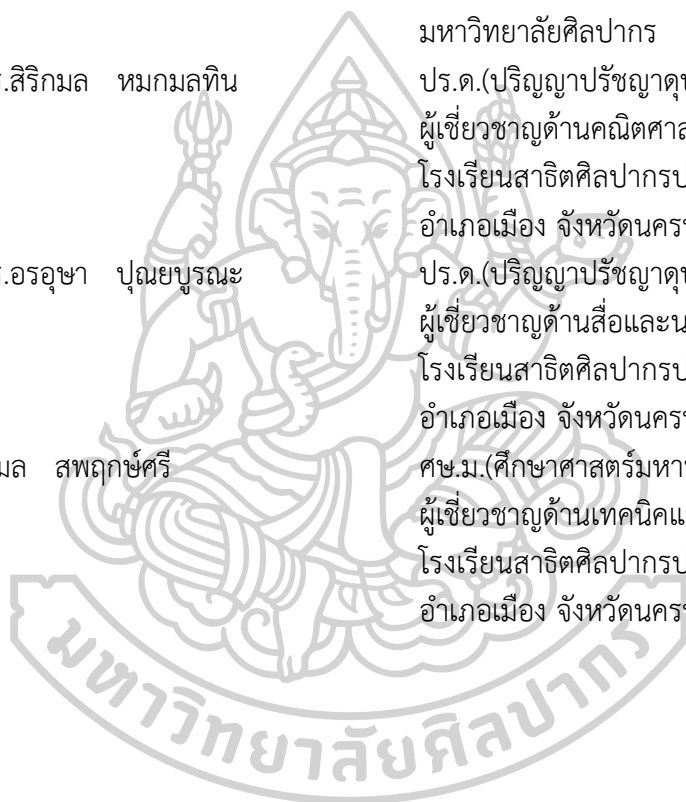 มหาวิทยาลัยศิลปากร
.สิริกมล หมกมลทิน ปร.ด.(ปริญญาปรัชญาดุ
ผู้เชี่ยวชาญด้านคณิตศา
โรงเรียนสาธิตศิลปากร
อำเภอเมือง จังหวัดนคร
.อรอุษา ปุณยบูรณะ ปร.ด.(ปริญญาปรัชญาดุ
ผู้เชี่ยวชาญด้านสื่อและน
โรงเรียนสาธิตศิลปากร
อำเภอเมือง จังหวัดนคร
มล สพฤกษ์ศรี ศษ.ม.(ศึกษาศาสตร์มหา
ผู้เชี่ยวชาญด้านเทคนิคแ
โรงเรียนสาธิตศิลปากร
อำเภอเมือง จังหวัดนคร
มหาวิทยาลัยศิลปากร